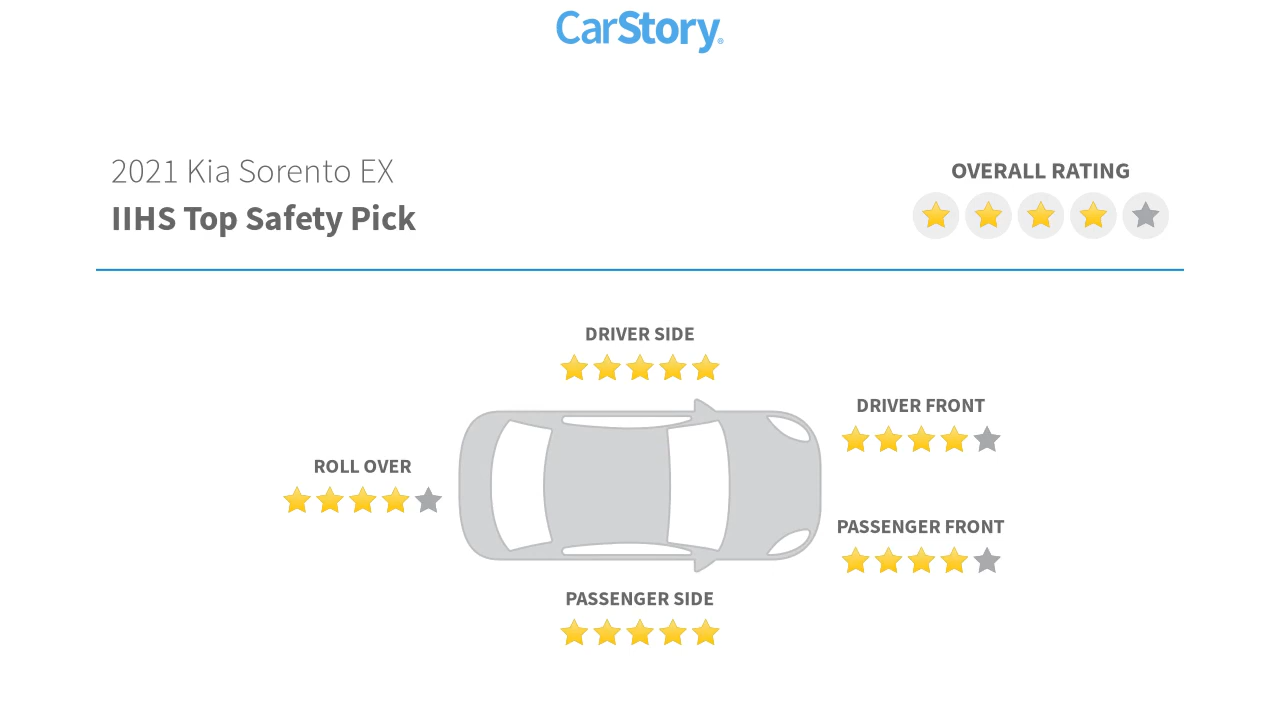 CarStory®
2021 Kia Sorento EX
IIHS Top Safety Pick
OVERALL RATING
DRIVER SIDE
DRIVER FRONT
ROLL OVER
PASSENGER FRONT
PASSENGER SIDE